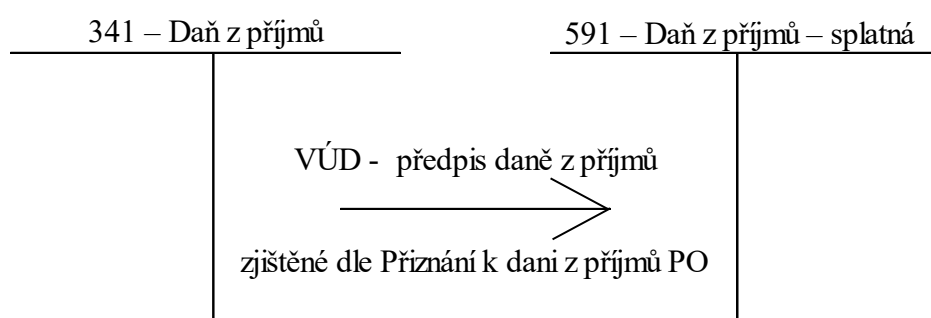 341 – Daň z příjmů
591 – Daň z příjmů – splatná
VÚD - předpis daně z příjmů
zjištěné dle Přiznání k dani z příjmů PO